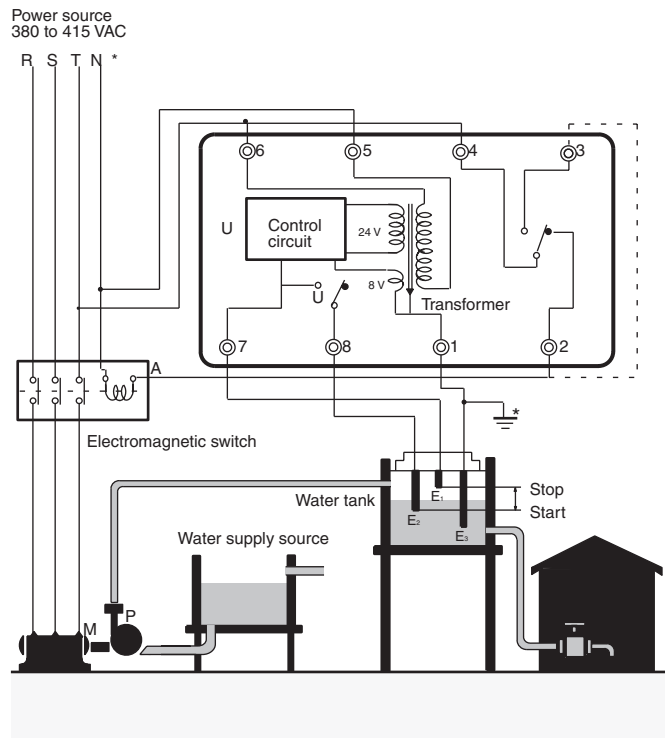 Power source
380 to 415 VAC
R S T N *
6 5 4 3
U
Control
circuit
24 V
8 V
U
Transformer
7 8 1 2
A
*
Electromagnetic switch
Water tank
E1
E2
E3
Stop
Start
Water supply source
M
P